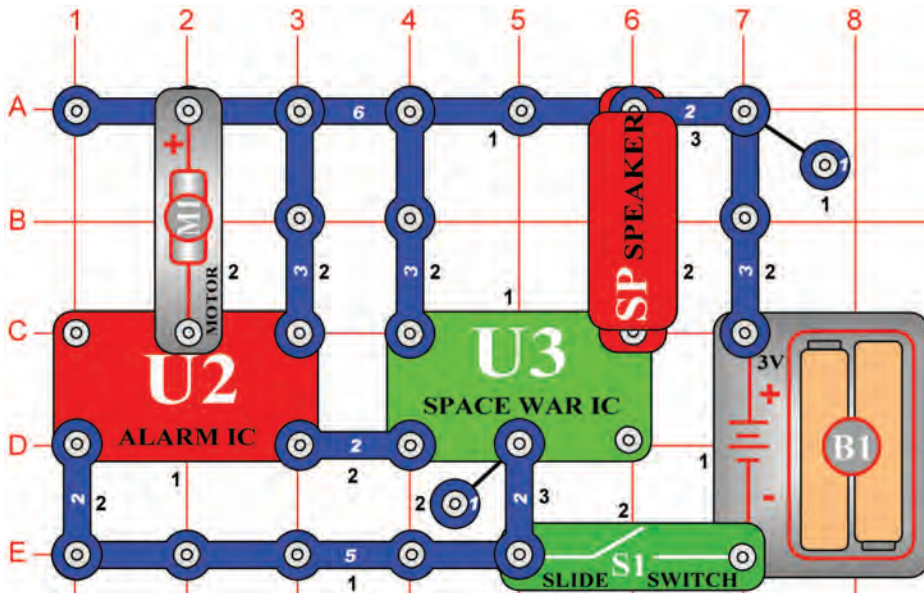 1 2 3 4 5 6 7 8
A 6 2
1 3 1
+ M1 MOTOR SP SPEAKER 1
B
3 2 3 2 2 3 2
2 1
C
U2 U3 3V
ALARM IC SPACE WAR IC + B1
D 2 1 -
1 2
2 2 2 1 2 3 2
E 5 S1
1 SLIDE SWITCH